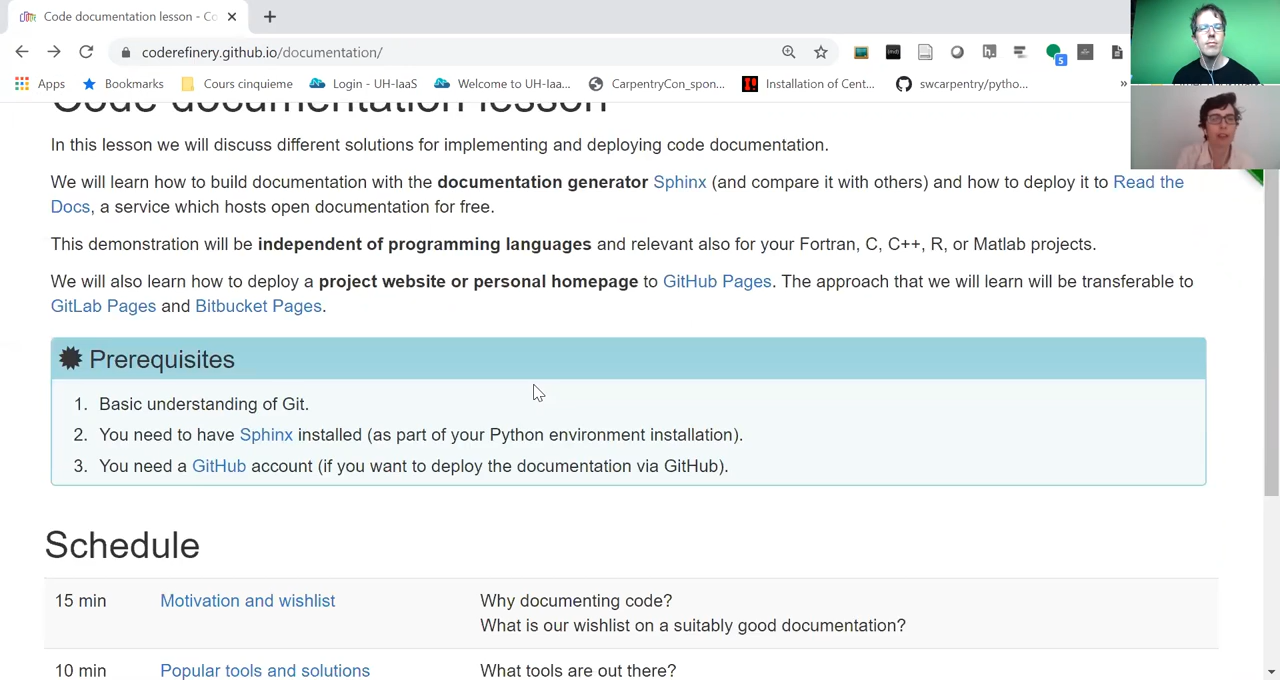 Code documentation lesson - Co
coderefinery.github.io/documentation/
5
Apps Bookmarks Cours cinquieme Login - UH-IaaS Welcome to UH-Iaa... CarpentryCon_spon... Installation of Cent... swcarpentry/pytho... »
Code documentation lesson
In this lesson we will discuss different solutions for implementing and deploying code documentation.
We will learn how to build documentation with the documentation generator Sphinx (and compare it with others) and how to deploy it to Read the
Docs, a service which hosts open documentation for free.
This demonstration will be independent of programming languages and relevant also for your Fortran, C, C++, R, or Matlab projects.
We will also learn how to deploy a project website or personal homepage to GitHub Pages. The approach that we will learn will be transferable to
GitLab Pages and Bitbucket Pages.
Prerequisites
1. Basic understanding of Git.
2. You need to have Sphinx installed (as part of your Python environment installation).
3. You need a GitHub account (if you want to deploy the documentation via GitHub).
Schedule
15 min Motivation and wishlist Why documenting code?
What is our wishlist on a suitably good documentation?
10 min Popular tools and solutions What tools are out there?